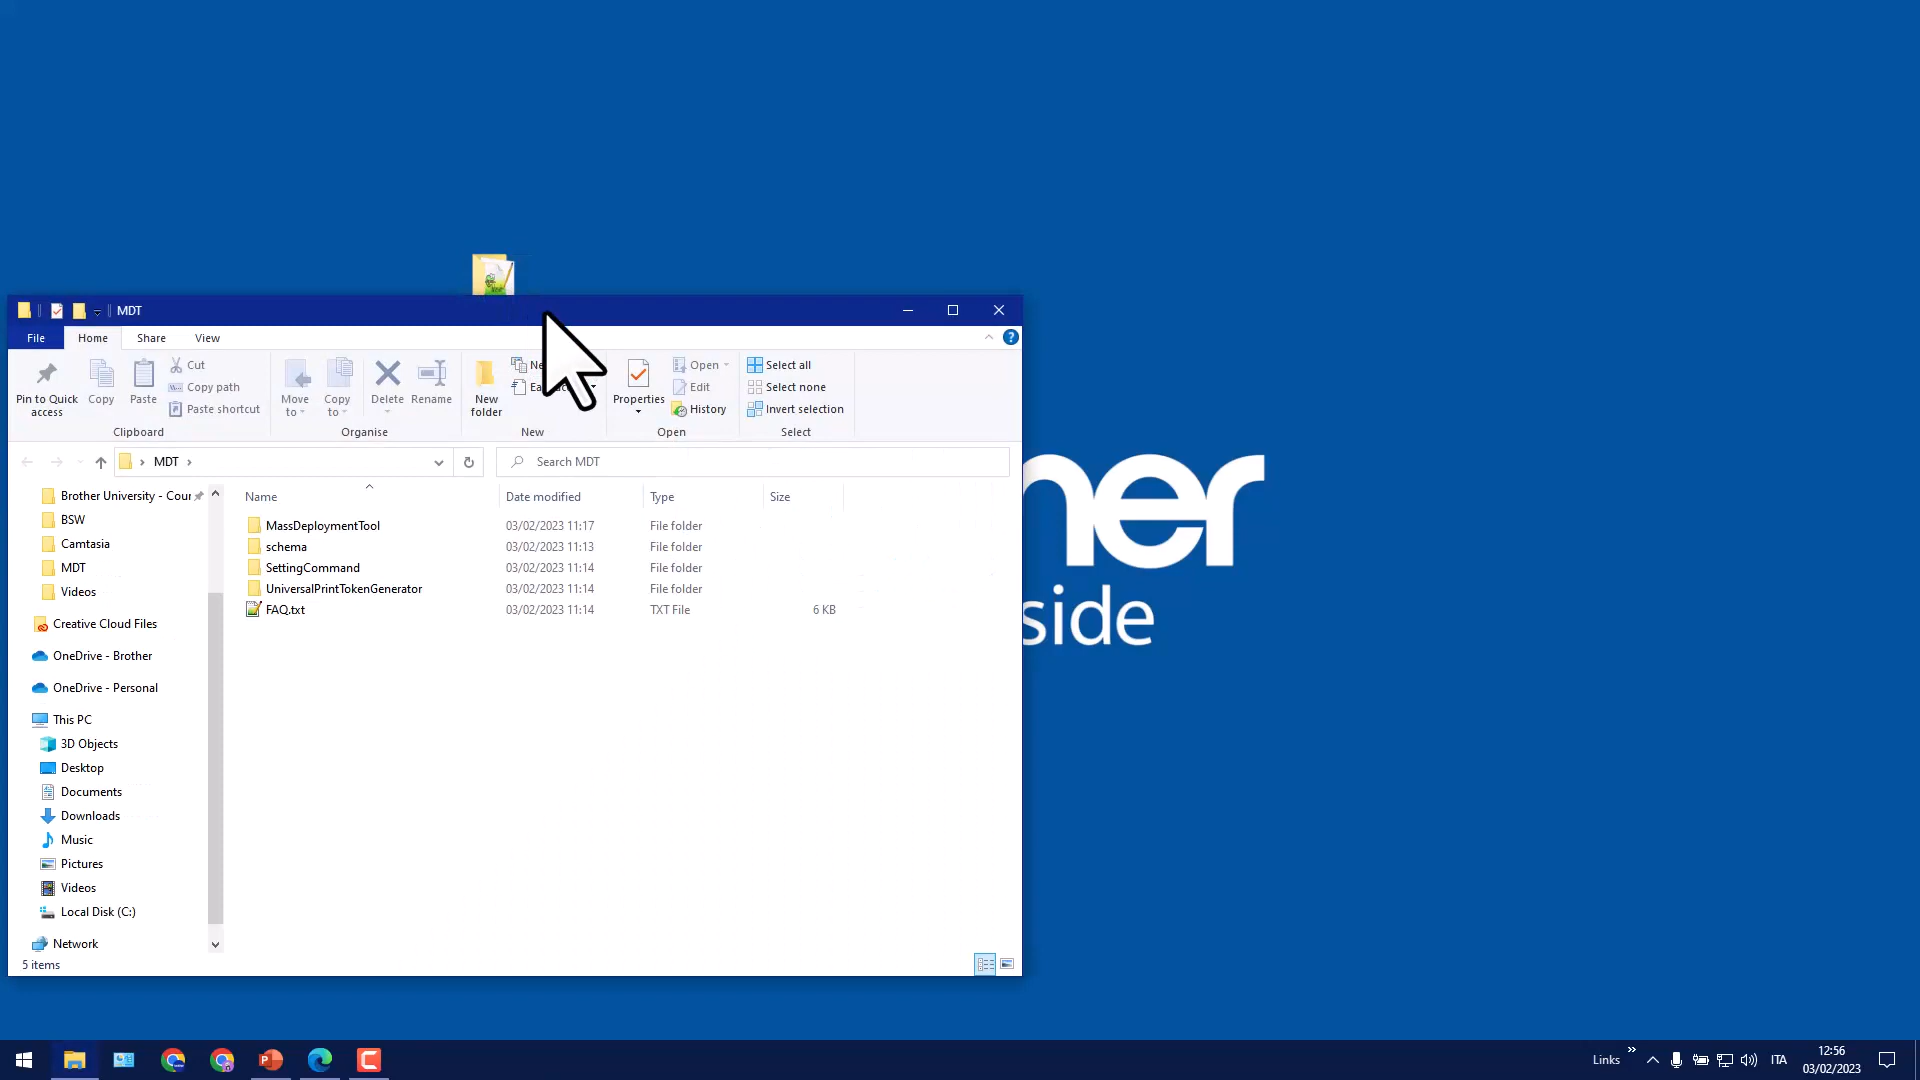 MDT
File Home Share View
Pin to Quick access
Copy
Paste
Cut
Copy path
Paste shortcut
Clipboard
Move to
Copy to
Delete
Rename
Organise
New folder
New
Properties
Open
Edit
History
Open
Select all
Select none
Invert selection
Select
MDT
Search MDT
Name Date modified Type Size
MassDeploymentTool 03/02/2023 11:17 File folder
schema 03/02/2023 11:13 File folder
SettingCommand 03/02/2023 11:14 File folder
UniversalPrintTokenGenerator 03/02/2023 11:14 File folder
FAQ.txt 03/02/2023 11:14 TXT File 6 KB
Brother University - Cour
BSW
Camtasia
MDT
Videos
Creative Cloud Files
OneDrive - Brother
OneDrive - Personal
This PC
3D Objects
Desktop
Documents
Downloads
Music
Pictures
Videos
Local Disk (C:)
Network
5 items
ner
side
Links
ITA
12:56
03/02/2023